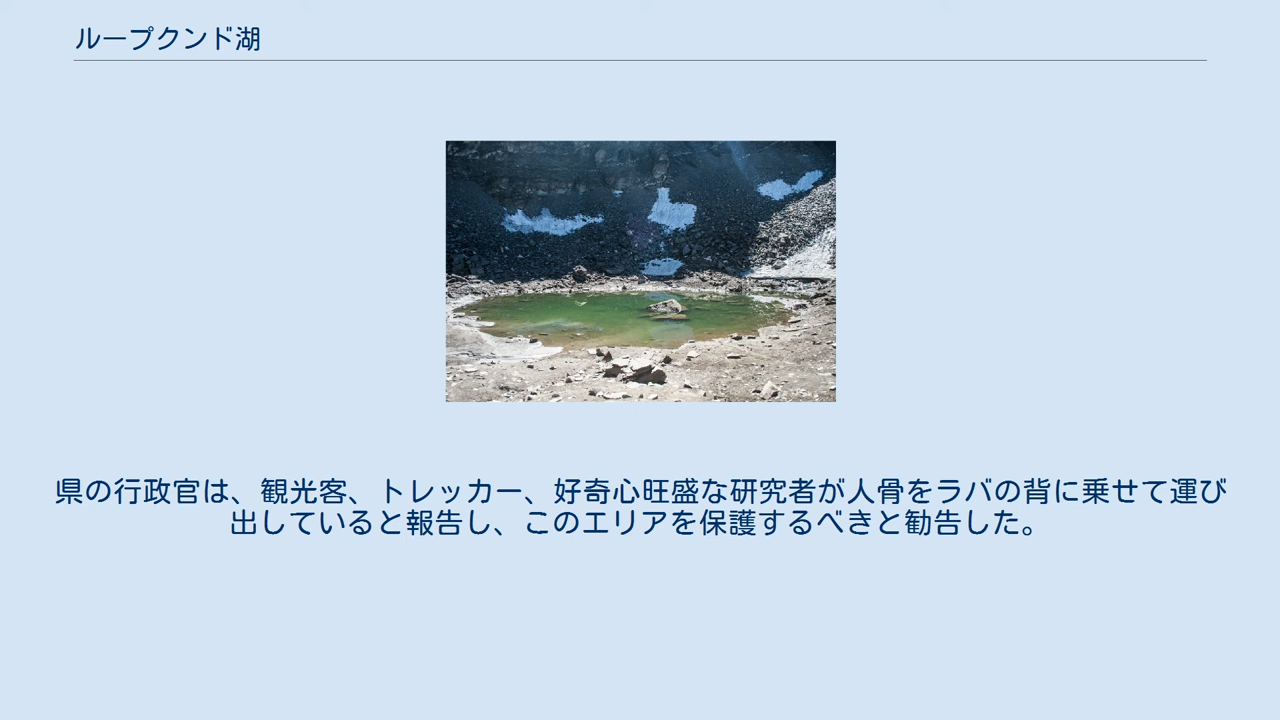 ループクンド湖
県の行政官は、観光客、トレッカー、好奇心旺盛な研究者が人骨をラバの背に乗せて運び
出していると報告し、このエリアを保護するべきと勧告した。